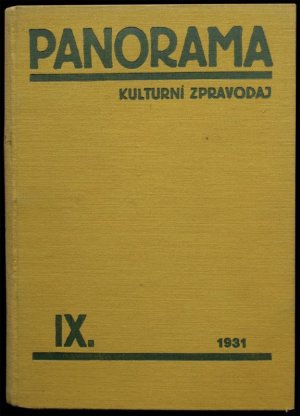 PANORAMA
KULTURNÍ ZPRAVODAJ
IX. 1931